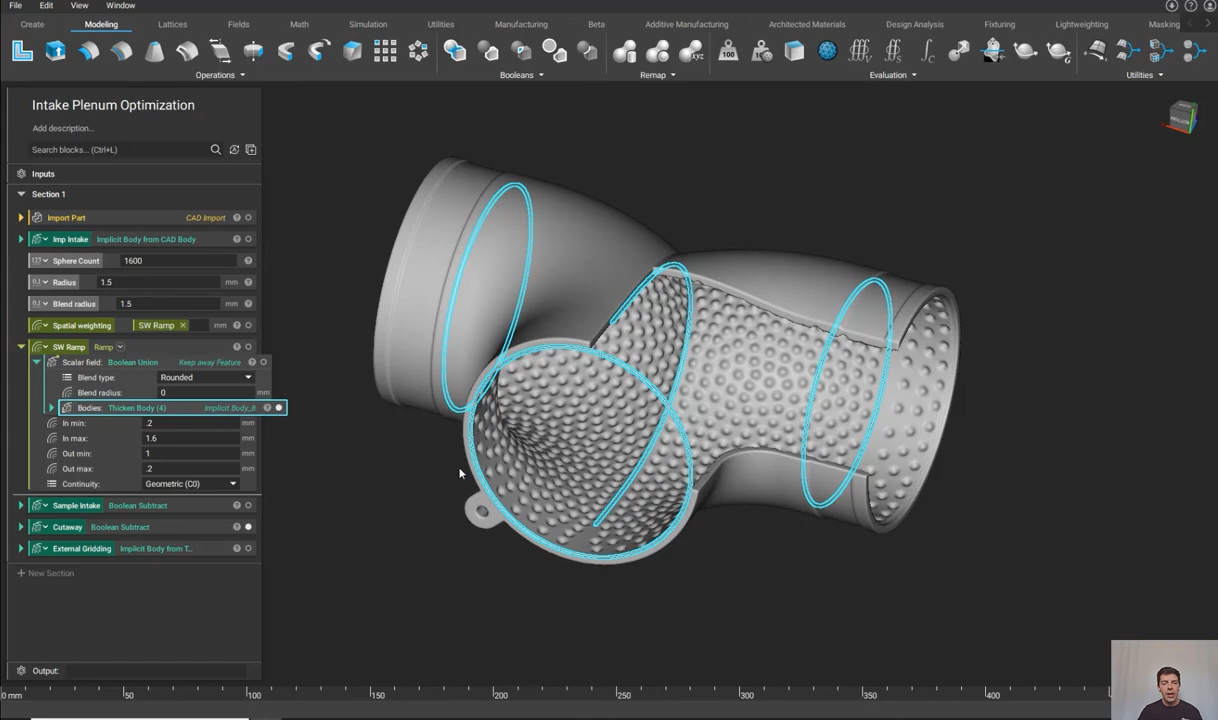 File Edit View Window
Create Modeling Lattices Fields Math Simulation Utilities Manufacturing Beta Additive Manufacturing Architected Materials Design Analysis Fixturing Lightweighting Masking
100
Operations Booleans Remap Evaluation Utilities
Intake Plenum Optimization
Add description...
Search blocks... (Ctrl+L)
Inputs
Section 1
Import Part CAD Import
Imp Intake Implicit Body from CAD Body
123 Sphere Count 1600
0.1 Radius 1.5 mm
0.1 Blend radius 1.5 mm
Spatial weighting SW Ramp × mm
SW Ramp Ramp
Scalar field: Boolean Union Keep away Feature
Blend type: Rounded
Blend radius: 0 mm
Bodies: Thicken Body (4) Implicit Body_II
In min: .2 mm
In max: 1.6 mm
Out min: 1 mm
Out max: .2 mm
Continuity: Geometric (C0)
Sample Intake Boolean Subtract
Cutaway Boolean Subtract
External Gridding Implicit Body from T...
+ New Section
Output:
0 mm 50 100 150 200 250 300 350 400